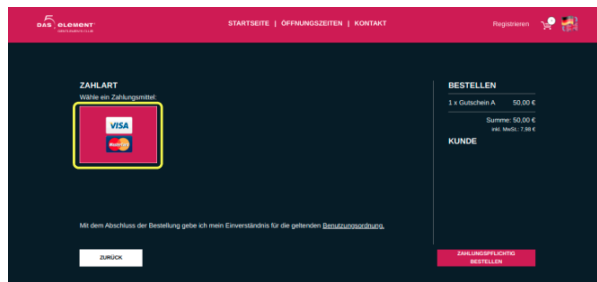 DAS 5. ELEMENT
STARTSEITE | ÖFFNUNGSZEITEN | KONTAKT
Registrieren
ZAHLART
Wähle ein Zahlungsmittel:
VISA
BESTELLEN
1 x Gutschein A 50,00 €
Summe: 50,00 €
inkl. MwSt.: 7,98 €
KUNDE
Mit dem Abschluss der Bestellung gebe ich mein Einverständnis für die geltenden Benutzungsordnung.
ZURÜCK
ZAHLUNGSPFLICHTIG
BESTELLEN